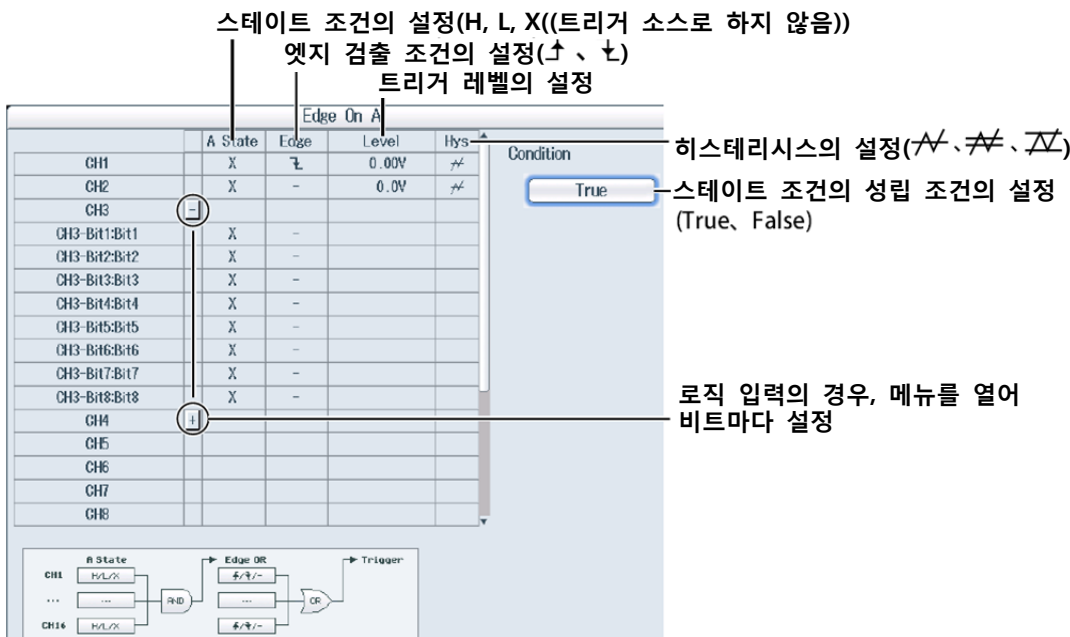 스테이트 조건의 설정(H, L, X((트리거 소스로 하지 않음))
엣지 검출 조건의 설정(↥、↧)
트리거 레벨의 설정
Edge On A
A State Edge Level Hys
CH1 X 0.00V
CH2 X - 0.0V
CH3 -
CH3-Bit1:Bit1 X -
CH3-Bit2:Bit2 X -
CH3-Bit3:Bit3 X -
CH3-Bit4:Bit4 X -
CH3-Bit5:Bit5 X -
CH3-Bit6:Bit6 X -
CH3-Bit7:Bit7 X -
CH3-Bit8:Bit8 X -
CH4 +
CH5
CH6
CH7
CH8
Condition
True
히스테리시스의 설정
스테이트 조건의 성립 조건의 설정
(True、False)
로직 입력의 경우, 메뉴를 열어
비트마다 설정
A State Edge OR Trigger
CH1 H/L/X
... ... AND ... OR
CH16 H/L/X